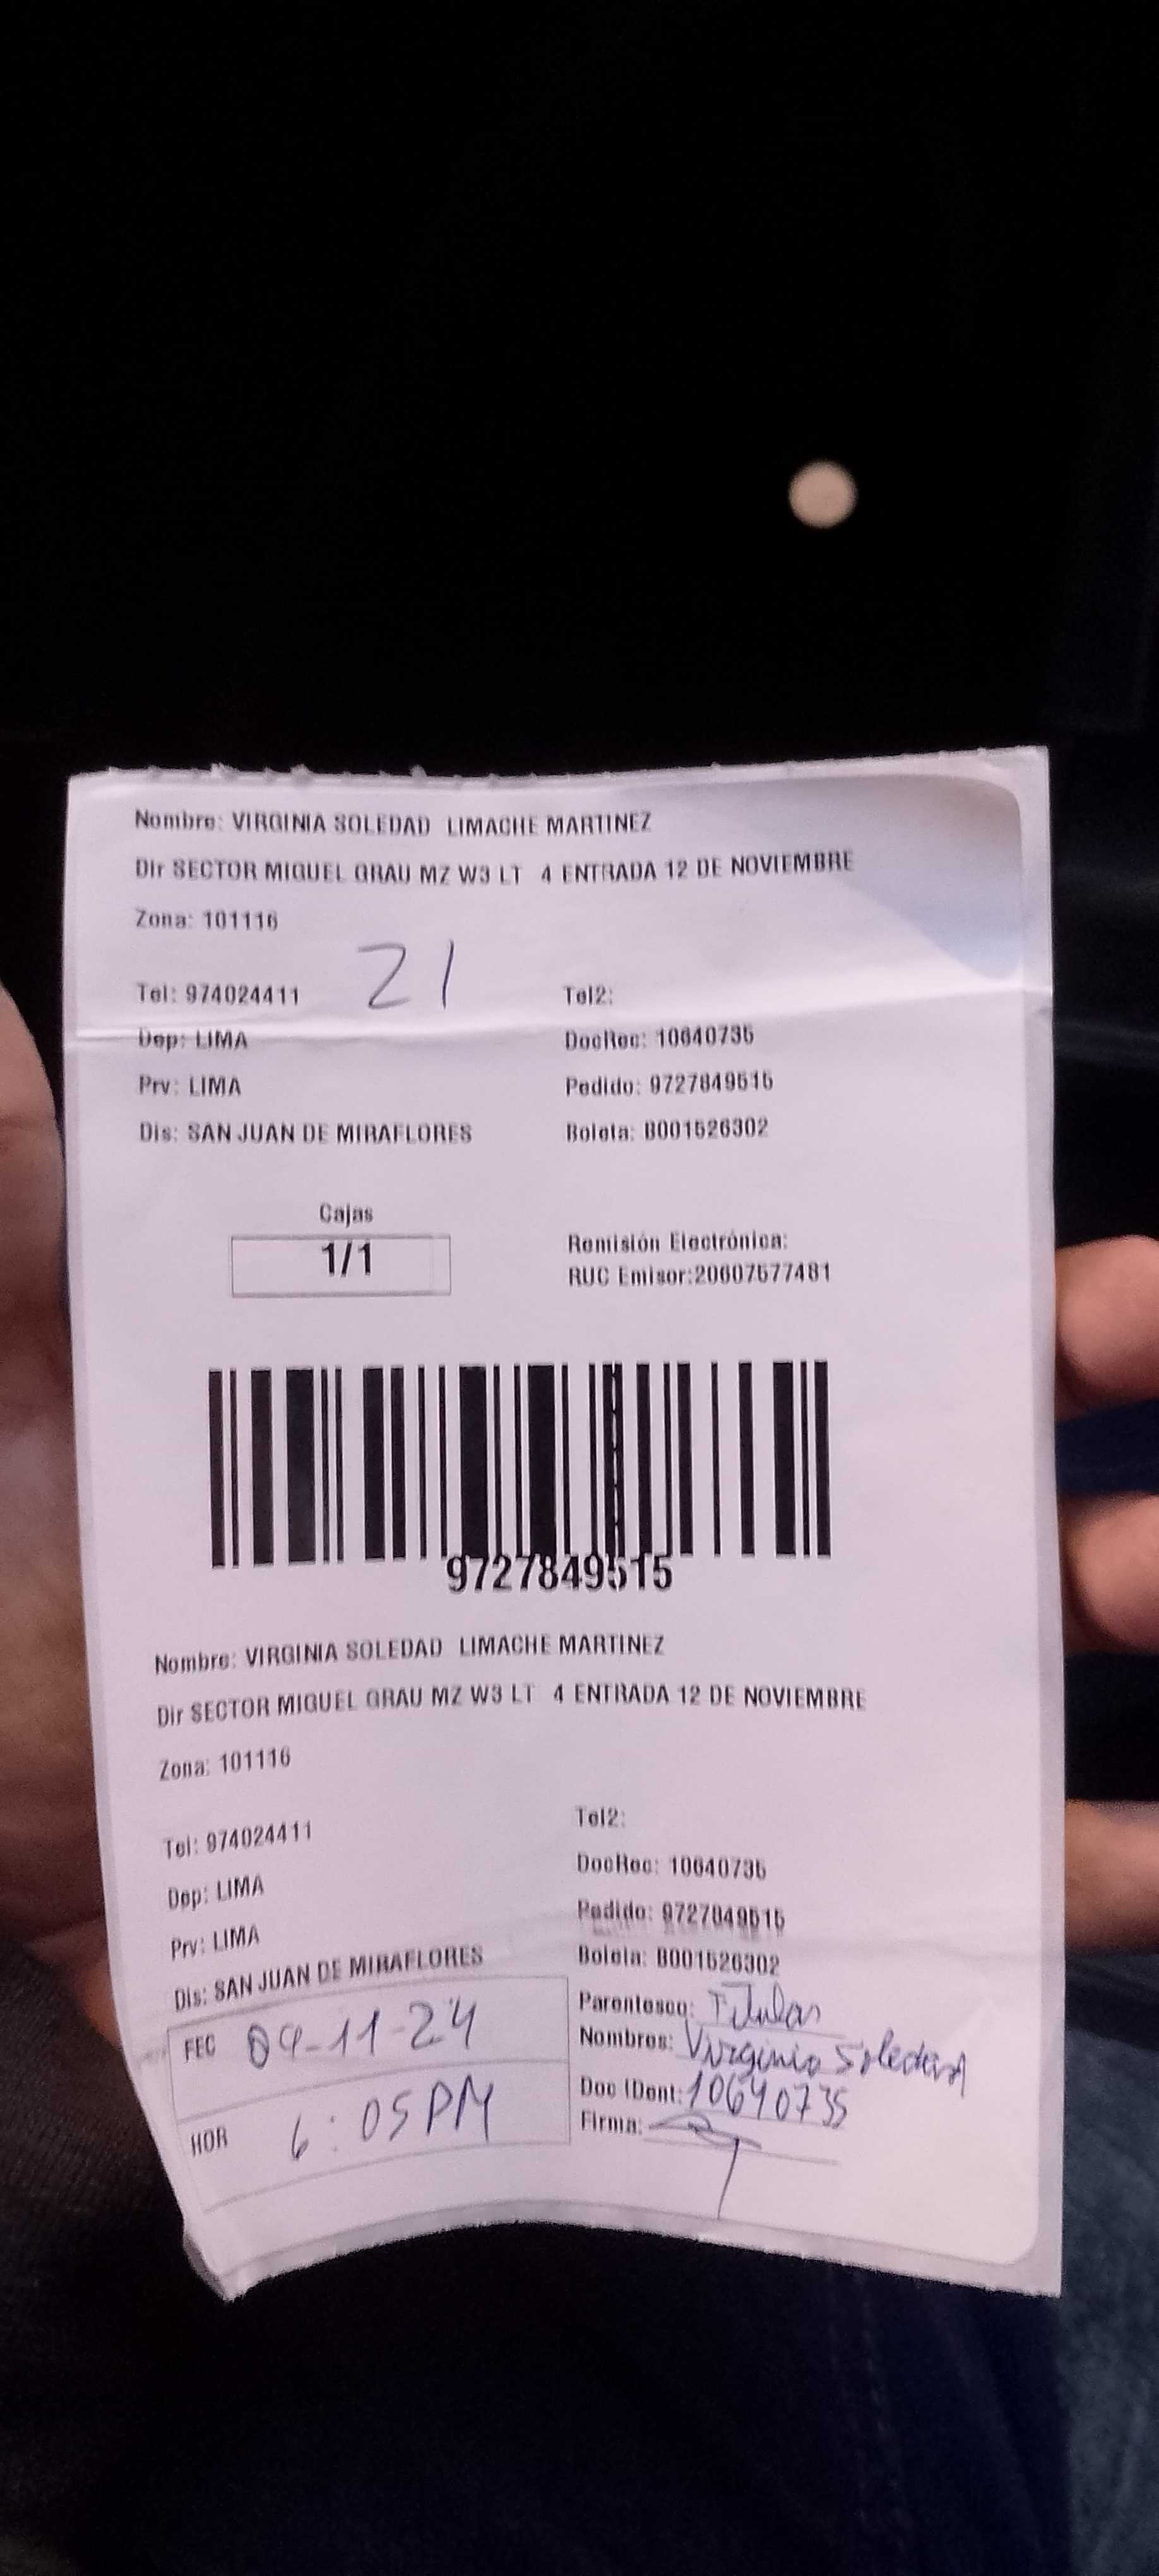 Nombre: VIRGINIA SOLEDAD LIMACHE MARTINEZ
Dir SECTOR MIGUEL GRAU MZ W3 LT 4 ENTRADA 12 DE NOVIEMBRE
Zona: 101116
21
Tel: 974024411 Tel2:
Dep: LIMA DocRec: 10640735
Prv: LIMA Pedido: 9727849515
Dis: SAN JUAN DE MIRAFLORES Boleta: B001526302
Cajas
1/1
Remisión Electrónica:
RUC Emisor:20607577481
9727849515
Nombre: VIRGINIA SOLEDAD LIMACHE MARTINEZ
Dir SECTOR MIGUEL GRAU MZ W3 LT 4 ENTRADA 12 DE NOVIEMBRE
Zona: 101116
Tel: 974024411 Tel2:
Dep: LIMA DocRec: 10640735
Prv: LIMA Pedido: 9727849515
Dis: SAN JUAN DE MIRAFLORES Boleta: B001526302
FEC 04-11-24
HOR 6:05PM
Parentesco: Titular
Nombres: Virginia Soledad
Doc IDent: 10640735
Firma: